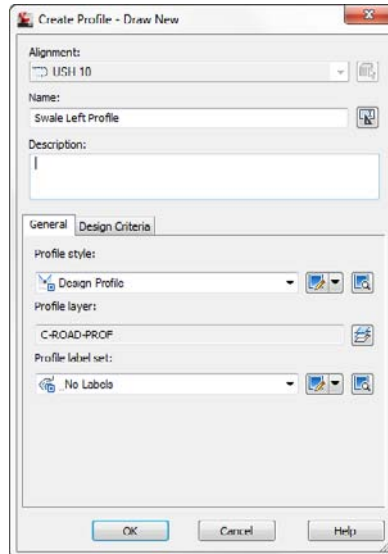 Create Profile - Draw New
Alignment:
USH 10
Name:
Swale Left Profile
Description:
General
Design Criteria
Profile style:
Design Profile
Profile layer:
C-ROAD-PROF
Profile label set:
_No Labels
OK
Cancel
Help